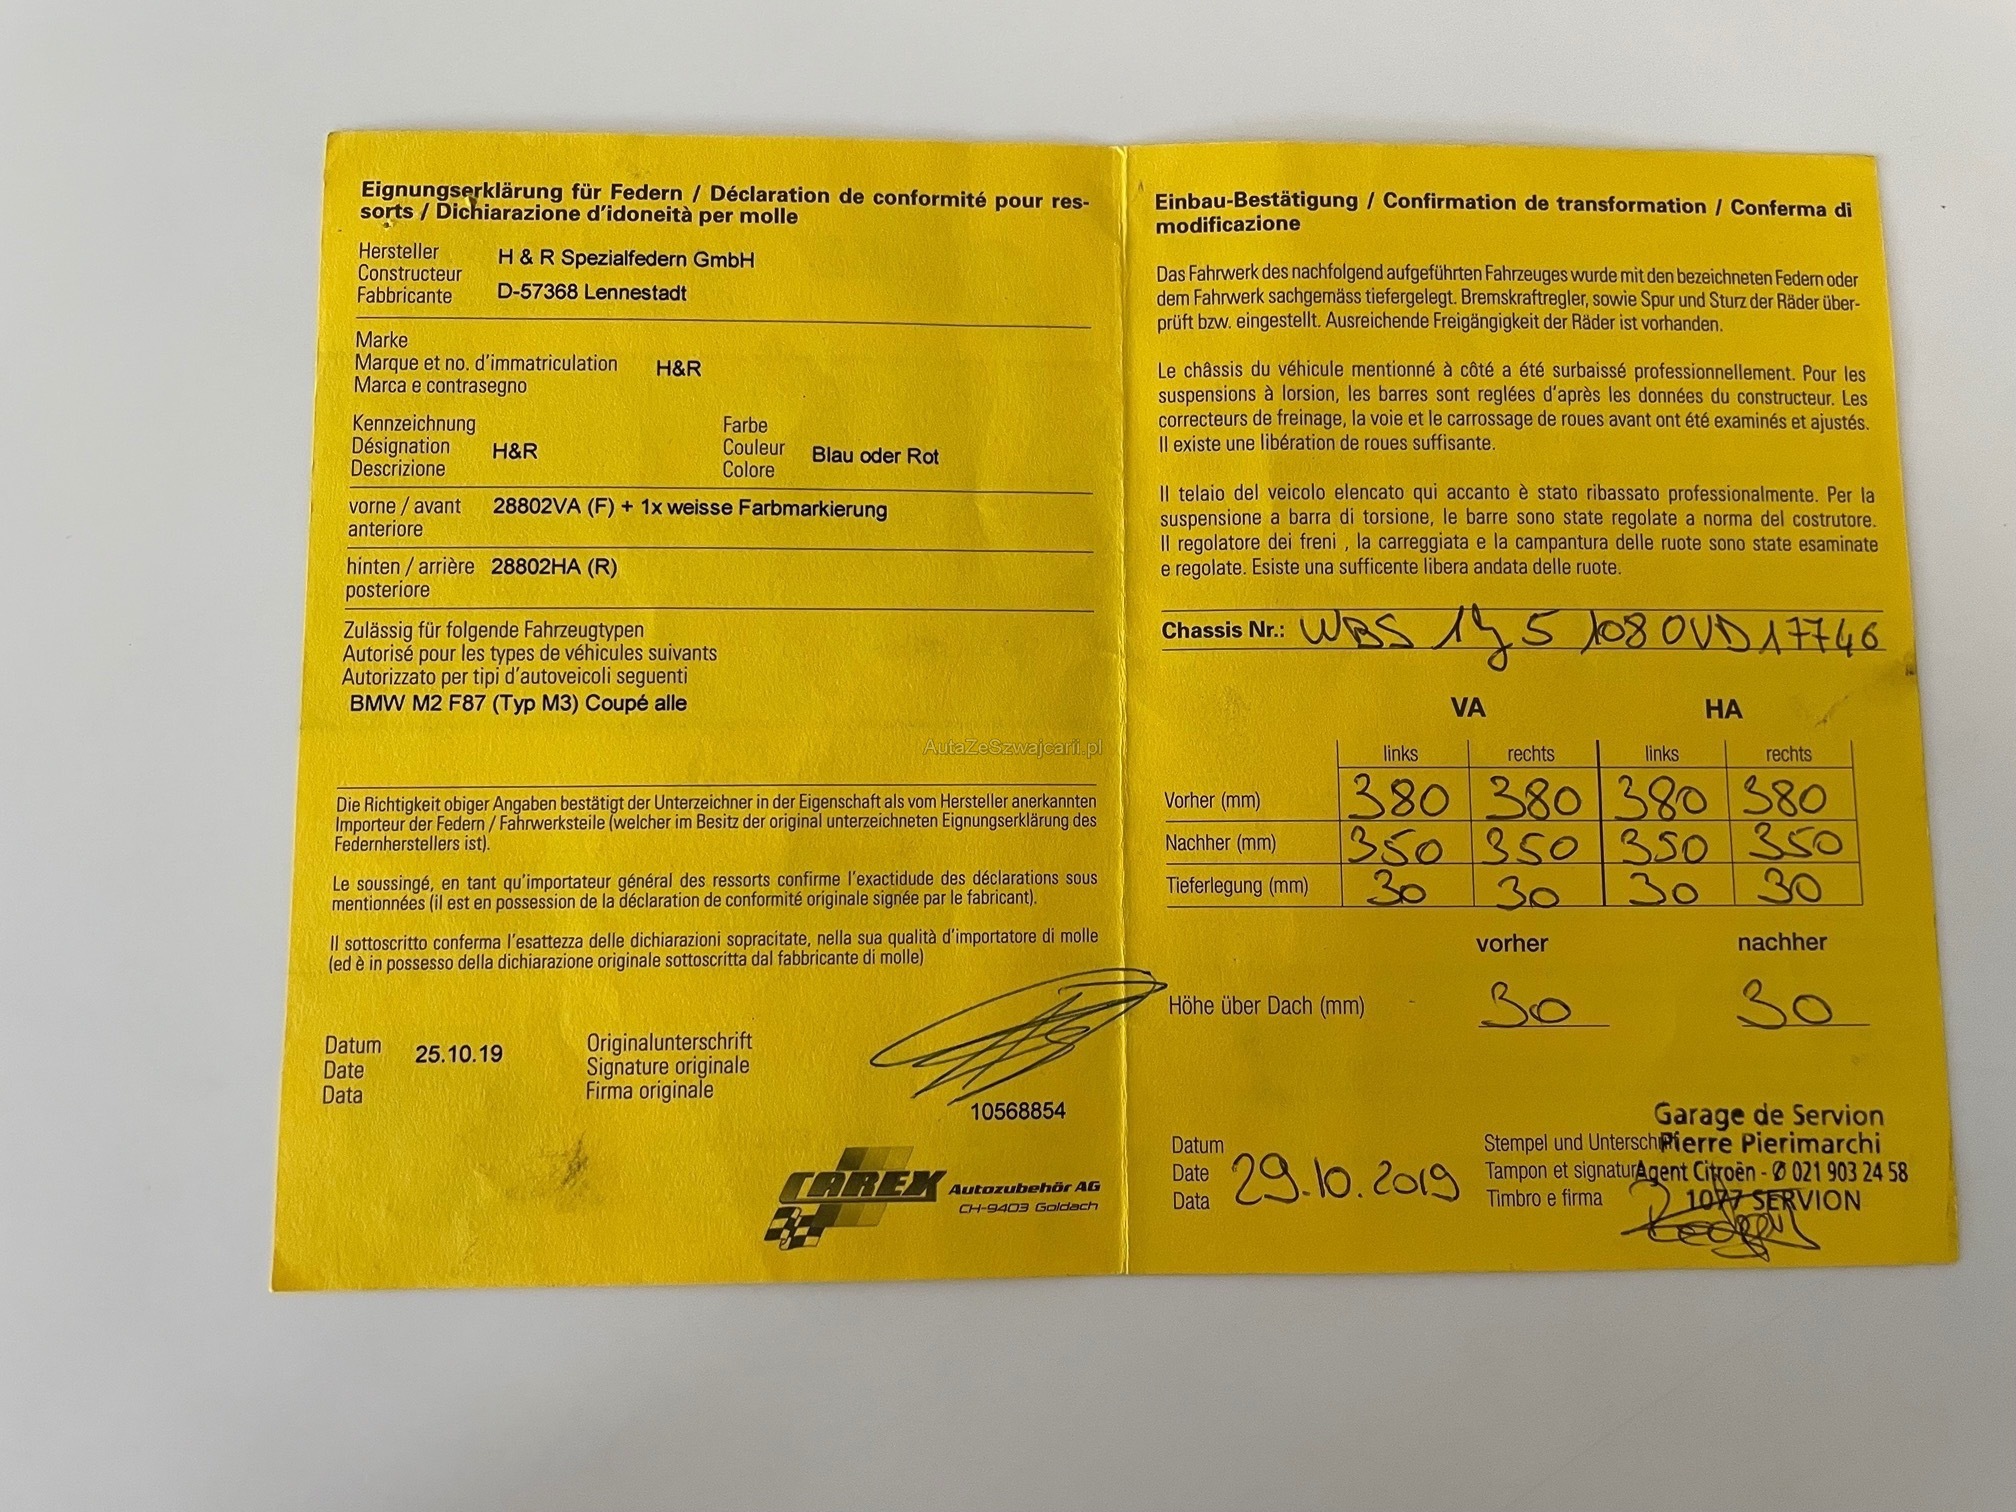 Eignungserklärung für Federn / Déclaration de conformité pour res-
sorts / Dichiarazione d'idoneità per molle
Hersteller
Constructeur
Fabbricante
H & R Spezialfedern GmbH
D-57368 Lennestadt
Marke
Marque et no. d'immatriculation
Marca e contrasegno
H&R
Kennzeichnung
Désignation
Descrizione
H&R
Farbe
Couleur
Colore
Blau oder Rot
vorne / avant
anteriore
28802VA (F) + 1x weisse Farbmarkierung
hinten / arrière
posteriore
28802HA (R)
Zulässig für folgende Fahrzeugtypen
Autorisé pour les types de véhicules suivants
Autorizzato per tipi d'autoveicoli seguenti
BMW M2 F87 (Typ M3) Coupé alle
AutaZeSzwajcarii.pl
Die Richtigkeit obiger Angaben bestätigt der Unterzeichner in der Eigenschaft als vom Hersteller anerkannten
Importeur der Federn / Fahrwerksteile (welcher im Besitz der original unterzeichneten Eignungserklärung des
Federnherstellers ist).
Le soussingé, en tant qu'importateur général des ressorts confirme l'exactidude des déclarations sous
mentionnées (il est en possession de la déclaration de conformité originale signée par le fabricant).
Il sottoscritto conferma l'esattezza delle dichiarazioni sopracitate, nella sua qualità d'importatore di molle
(ed è in possesso della dichiarazione originale sottoscritta dal fabbricante di molle)
Datum
Date
Data
25.10.19
Originalunterschrift
Signature originale
Firma originale
10568854
CAREX Autozubehör AG
CH-9403 Goldach
Einbau-Bestätigung / Confirmation de transformation / Conferma di
modificazione
Das Fahrwerk des nachfolgend aufgeführten Fahrzeuges wurde mit den bezeichneten Federn oder
dem Fahrwerk sachgemäss tiefergelegt. Bremskraftregler, sowie Spur und Sturz der Räder über-
prüft bzw. eingestellt. Ausreichende Freigängigkeit der Räder ist vorhanden.
Le châssis du véhicule mentionné à côté a été surbaissé professionnellement. Pour les
suspensions à lorsion, les barres sont reglées d'après les données du constructeur. Les
correcteurs de freinage, la voie et le carrossage de roues avant ont été examinés et ajustés.
Il existe une libération de roues suffisante.
Il telaio del veicolo elencato qui accanto è stato ribassato professionalmente. Per la
suspensione a barra di torsione, le barre sono state regolate a norma del costrutore.
Il regolatore dei freni , la carreggiata e la campantura delle ruote sono state esaminate
e regolate. Esiste una sufficente libera andata delle ruote.
Chassis Nr.: WBS 1y 5 1080VD17746
VA HA
links rechts links rechts
Vorher (mm) 380 380 380 380
Nachher (mm) 350 350 350 350
Tieferlegung (mm) 30 30 30 30
vorher nachher
Höhe über Dach (mm) 30 30
Datum
Date
Data
29.10.2019
Stempel und Unterschrift
Tampon et signature
Timbro e firma
Garage de Servion
Pierre Pierimarchi
Agent Citroën - ✆ 021 903 24 58
1077 SERVION